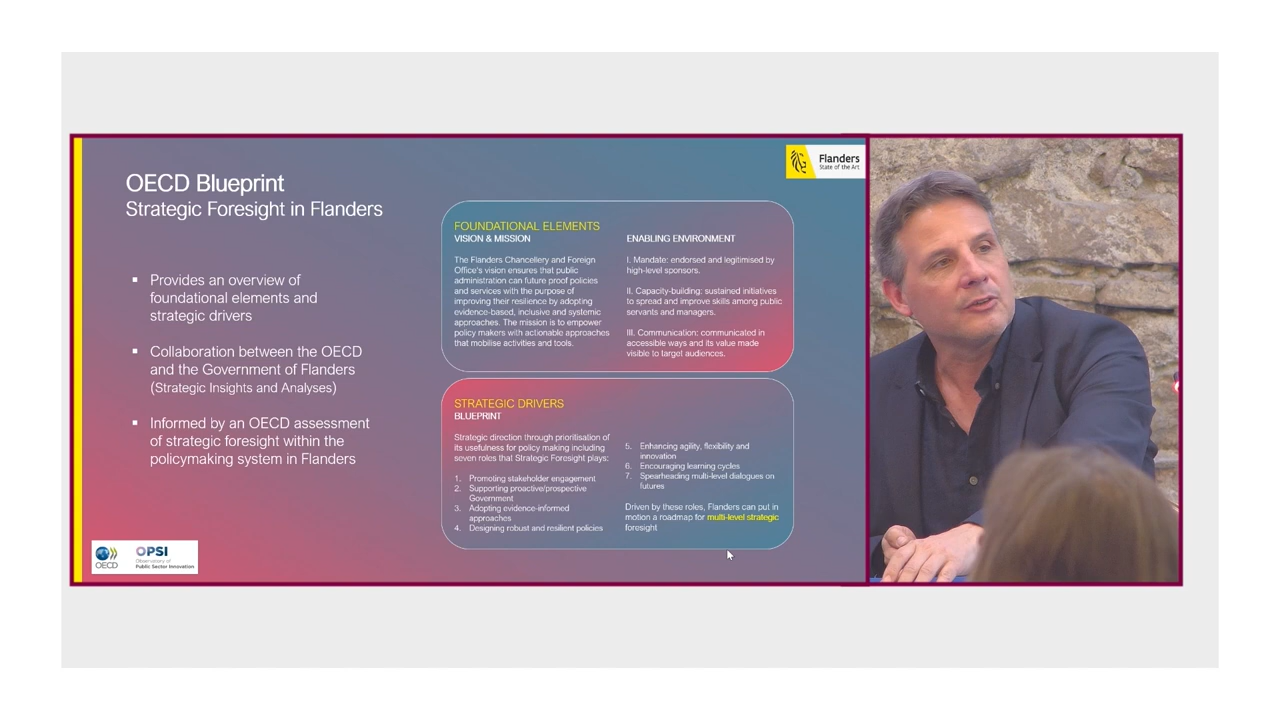 OECD Blueprint
Strategic Foresight in Flanders
Flanders
State of the Art
▪ Provides an overview of
foundational elements and
strategic drivers
▪ Collaboration between the OECD
and the Government of Flanders
(Strategic Insights and Analyses)
▪ Informed by an OECD assessment
of strategic foresight within the
policymaking system in Flanders
FOUNDATIONAL ELEMENTS
VISION & MISSION
The Flanders Chancellery and Foreign
Office's vision ensures that public
administration can future proof policies
and services with the purpose of
improving their resilience by adopting
evidence-based, inclusive and systemic
approaches. The mission is to empower
policy makers with actionable approaches
that mobilise activities and tools.
ENABLING ENVIRONMENT
I. Mandate: endorsed and legitimised by
high-level sponsors.
II. Capacity-building: sustained initiatives
to spread and improve skills among public
servants and managers.
III. Communication: communicated in
accessible ways and its value made
visible to target audiences.
STRATEGIC DRIVERS
BLUEPRINT
Strategic direction through prioritisation of
its usefulness for policy making including
seven roles that Strategic Foresight plays:
1. Promoting stakeholder engagement
2. Supporting proactive/prospective
Government
3. Adopting evidence-informed
approaches
4. Designing robust and resilient policies
5. Enhancing agility, flexibility and
innovation
6. Encouraging learning cycles
7. Spearheading multi-level dialogues on
futures
Driven by these roles, Flanders can put in
motion a roadmap for multi-level strategic
foresight
OECD
OPSI
Observatory of
Public Sector Innovation